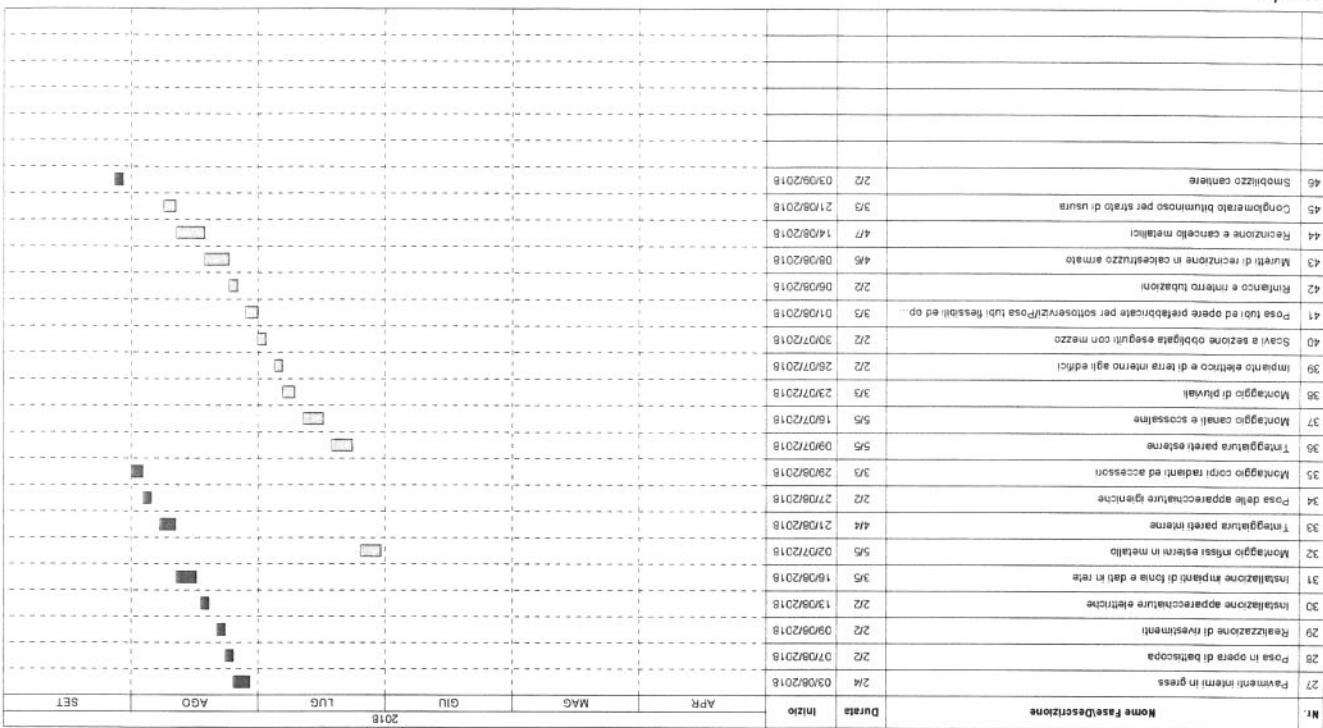 2018
Nr. Nome Fase\Descrizione Durata Inizio APR MAG GIU LUG AGO SET
27 Pavimenti interni in gress 2/4 03/08/2018
28 Posa in opera di battiscopa 2/2 07/08/2018
29 Realizzazione di rivestimenti 2/2 09/08/2018
30 Installazione apparecchiature elettriche 2/2 13/08/2018
31 Installazione impianti di fonia e dati in rete 3/5 16/08/2018
32 Montaggio infissi esterni in metallo 5/5 02/07/2018
33 Tinteggiatura pareti interne 4/4 21/08/2018
34 Posa delle apparecchiature igieniche 2/2 27/08/2018
35 Montaggio corpi radianti ed accessori 3/3 29/08/2018
36 Tinteggiatura pareti esterne 5/5 09/07/2018
37 Montaggio canali e scossaline 5/5 16/07/2018
38 Montaggio di pluviali 3/3 23/07/2018
39 Impianto elettrico e di terra interno agli edifici 2/2 26/07/2018
40 Scavi a sezione obbligata eseguiti con mezzo 2/2 30/07/2018
41 Posa tubi ed opere prefabbricate per sottoservizi/Posa tubi flessibili ed op... 3/3 01/08/2018
42 Rinfianco e rinterro tubazioni 2/2 06/08/2018
43 Muretti di recinzione in calcestruzzo armato 4/6 08/08/2018
44 Recinzione e cancello metallici 4/7 14/08/2018
45 Conglomerato bituminoso per strato di usura 3/3 21/08/2018
46 Smobilizzo cantiere 2/2 03/09/2018